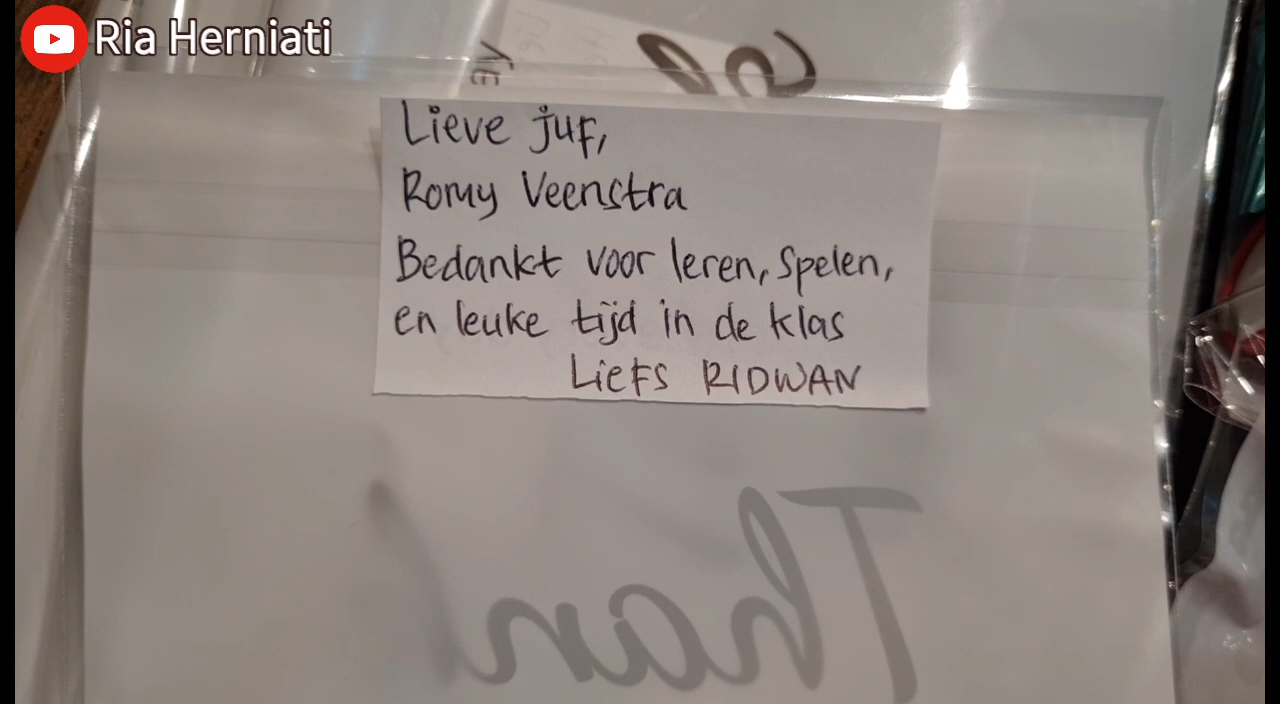 Ria Herniati
Lieve juf,
Romy Veenstra
Bedankt voor leren, spelen,
en leuke tijd in de klas
Liefs RIDWAN
Than